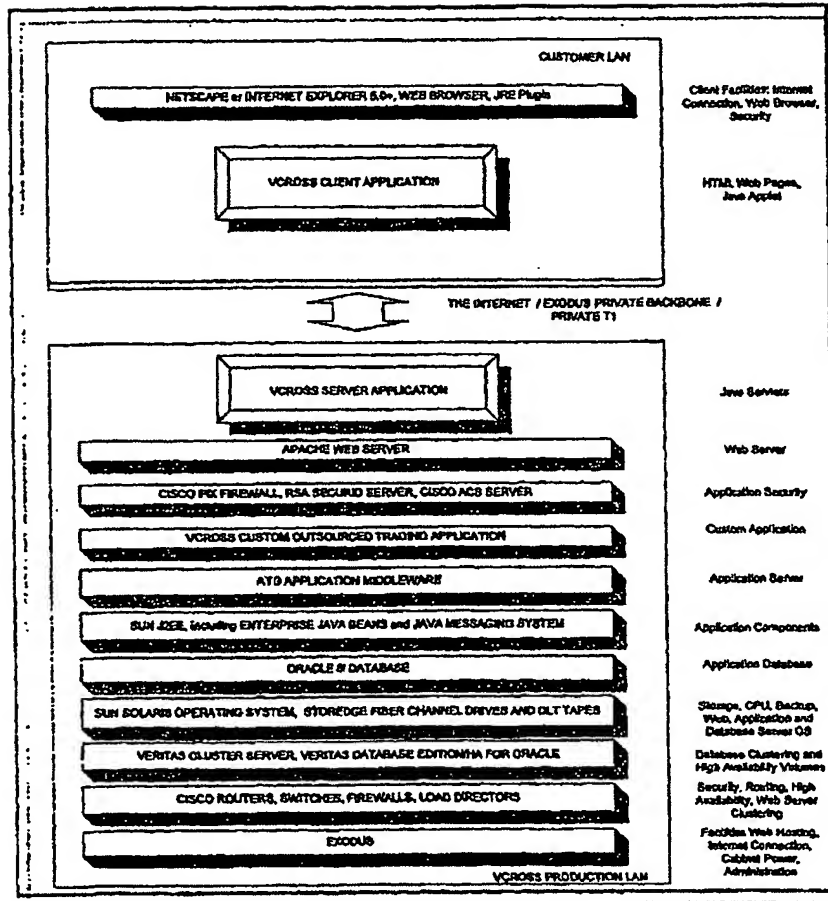 CUSTOMER LAN
NETSCAPE or INTERNET EXPLORER 5.0+, WEB BROWSER, JRE Plugin
Client Facilities: Internet
Connection, Web Browser,
Security
VCROSS CLIENT APPLICATION
HTML Web Pages,
Java Applet
THE INTERNET / EXODUS PRIVATE BACKBONE /
PRIVATE T1
VCROSS SERVER APPLICATION
Java Servlets
APACHE WEB SERVER
Web Server
CISCO PIX FIREWALL, RSA SECURID SERVER, CISCO ACS SERVER
Application Security
VCROSS CUSTOM OUTSOURCED TRADING APPLICATION
Custom Application
ATG APPLICATION MIDDLEWARE
Application Server
SUN J2EE, including ENTERPRISE JAVA BEANS and JAVA MESSAGING SYSTEM
Application Components
ORACLE 8i DATABASE
Application Database
SUN SOLARIS OPERATING SYSTEM, STOREDGE FIBER CHANNEL DRIVES AND DLT TAPES
Storage, CPU, Backup,
Web, Application and
Database Server OS
VERITAS CLUSTER SERVER, VERITAS DATABASE EDITION/HA FOR ORACLE
Database Clustering and
High Availability Volumes
CISCO ROUTERS, SWITCHES, FIREWALLS, LOAD DIRECTORS
Security, Routing, High
Availability, Web Server
Clustering
EXODUS
Facilities Web Hosting,
Internet Connection,
Cabinet Power,
Administration
VCROSS PRODUCTION LAN